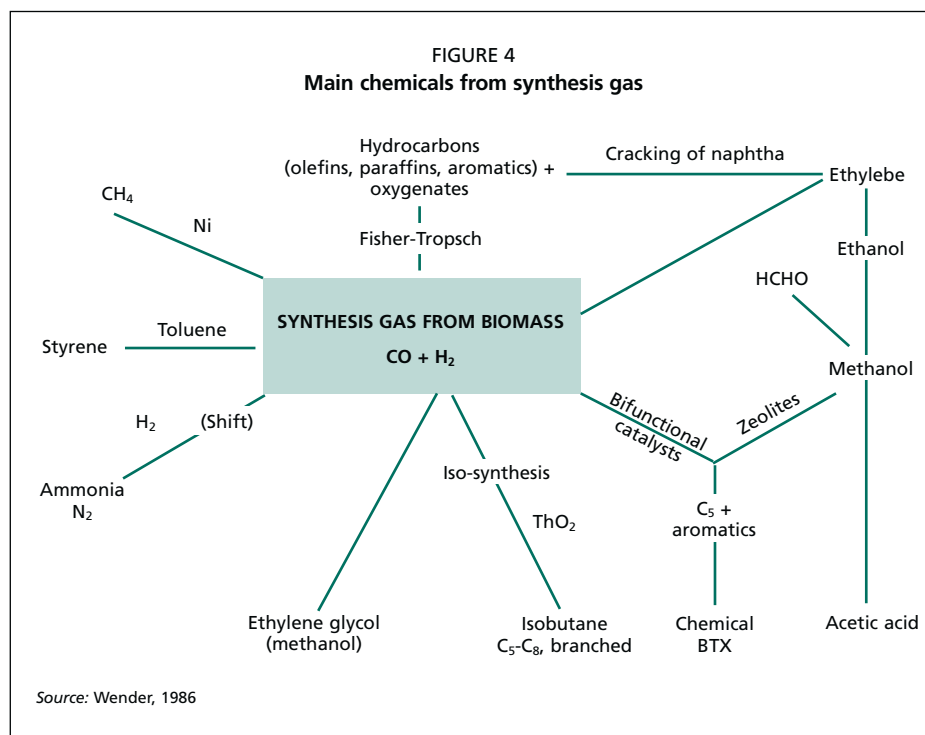 FIGURE 4
Main chemicals from synthesis gas
Hydrocarbons
(olefins, paraffins, aromatics) +
oxygenates
Cracking of naphtha
Ethylebe
CH₄
Ni
Fisher-Tropsch
Ethanol
HCHO
SYNTHESIS GAS FROM BIOMASS
CO + H₂
Styrene
Toluene
Methanol
H₂
(Shift)
Bifunctional
catalysts
Zeolites
Ammonia
N₂
Iso-synthesis
ThO₂
C₅ +
aromatics
Ethylene glycol
(methanol)
Isobutane
C₅-C₈, branched
Chemical
BTX
Acetic acid
Source: Wender, 1986